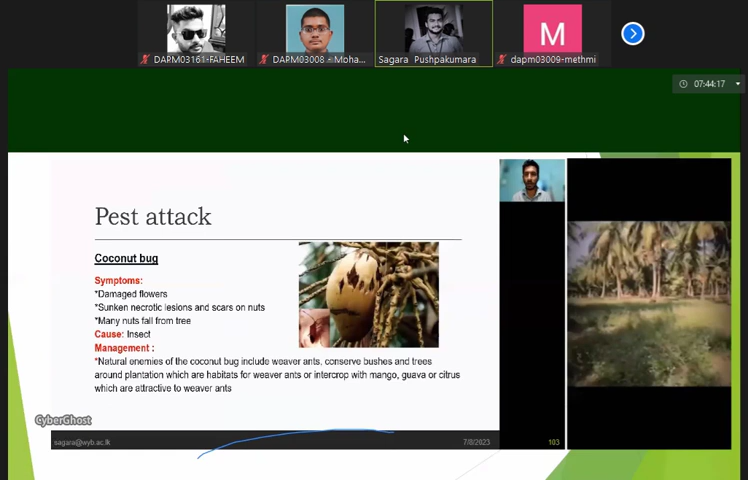 DAPM03161-FAHEEM
DAPM03008 - Moha...
Sagara Pushpakumara
M
dapm03009-methmi
07:44:17
Pest attack
Coconut bug
Symptoms:
*Damaged flowers
*Sunken necrotic lesions and scars on nuts
*Many nuts fall from tree
Cause: Insect
Management :
*Natural enemies of the coconut bug include weaver ants, conserve bushes and trees
around plantation which are habitats for weaver ants or intercrop with mango, guava or citrus
which are attractive to weaver ants
CyberGhost
sagara@wyb.ac.lk
7/8/2023
103